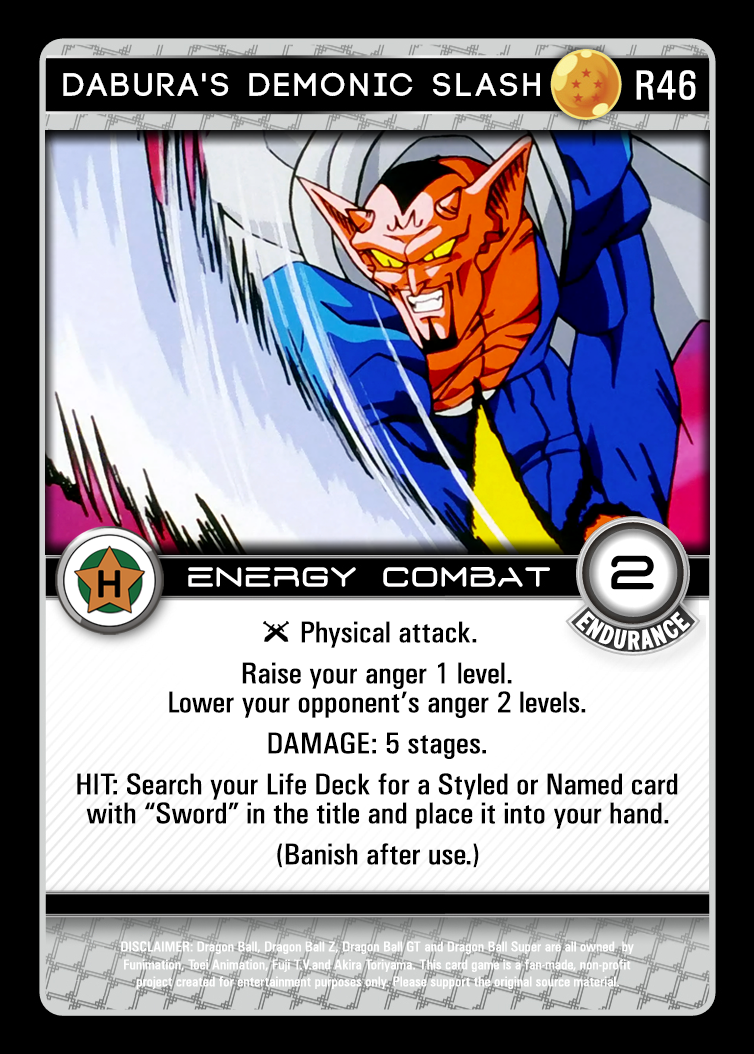 DABURA'S DEMONIC SLASH R46
H ENERGY COMBAT 2
ENDURANCE
Physical attack.
Raise your anger 1 level.
Lower your opponent's anger 2 levels.
DAMAGE: 5 stages.
HIT: Search your Life Deck for a Styled or Named card
with “Sword” in the title and place it into your hand.
(Banish after use.)
DISCLAIMER: Dragon Ball, Dragon Ball Z, Dragon Ball GT and Dragon Ball Super are all owned by
Funimation, Toei Animation, Fuji T.V.and Akira Toriyama. This card game is a fan-made, non-profit
project created for entertainment purposes only. Please support the original source material.